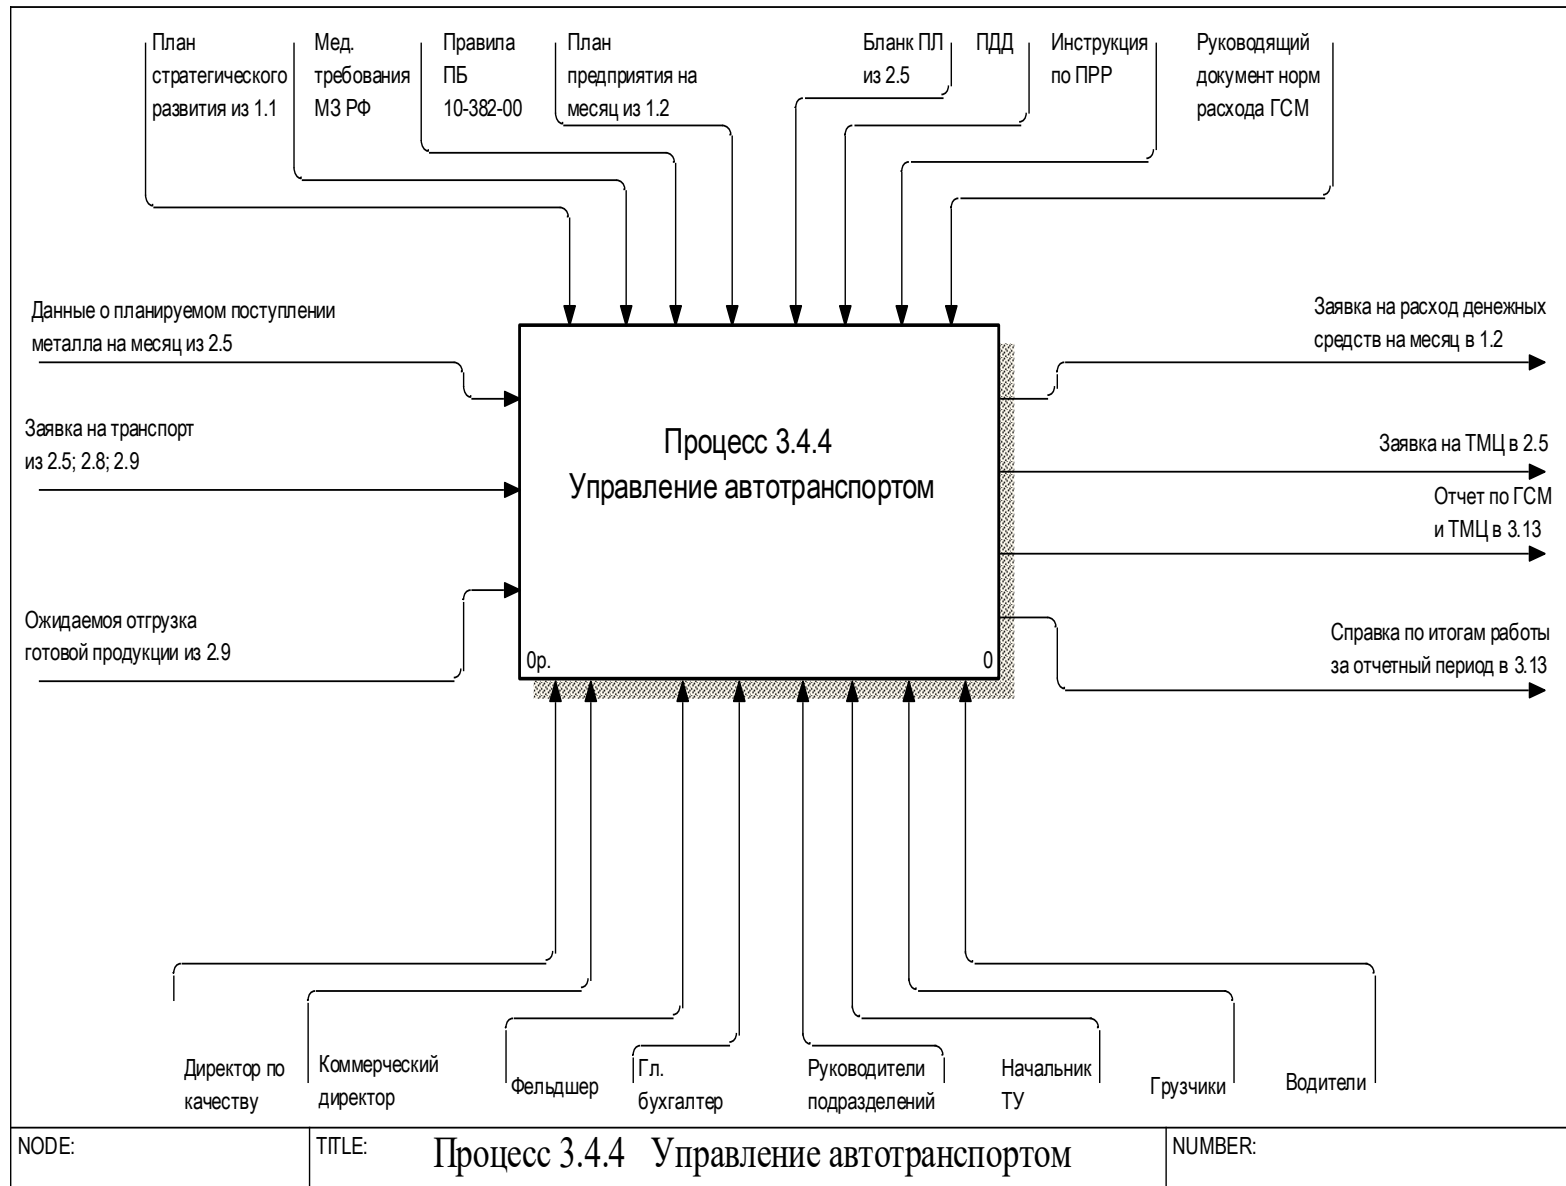 План
стратегического
развития из 1.1
Мед.
требования
МЗ РФ
Правила
ПБ
10-382-00
План
предприятия на
месяц из 1.2
Бланк ПЛ
из 2.5
ПДД
Инструкция
по ПРР
Руководящий
документ норм
расхода ГСМ
Данные о планируемом поступлении
металла на месяц из 2.5
Заявка на транспорт
из 2.5; 2.8; 2.9
Ожидаемоя отгрузка
готовой продукции из 2.9
Процесс 3.4.4
Управление автотранспортом
0р.
0
Заявка на расход денежных
средств на месяц в 1.2
Заявка на ТМЦ в 2.5
Отчет по ГСМ
и ТМЦ в 3.13
Справка по итогам работы
за отчетный период в 3.13
Директор по
качеству
Коммерческий
директор
Фельдшер
Гл.
бухгалтер
Руководители
подразделений
Начальник
ТУ
Грузчики
Водители
NODE:
TITLE:
Процесс 3.4.4 Управление автотранспортом
NUMBER: